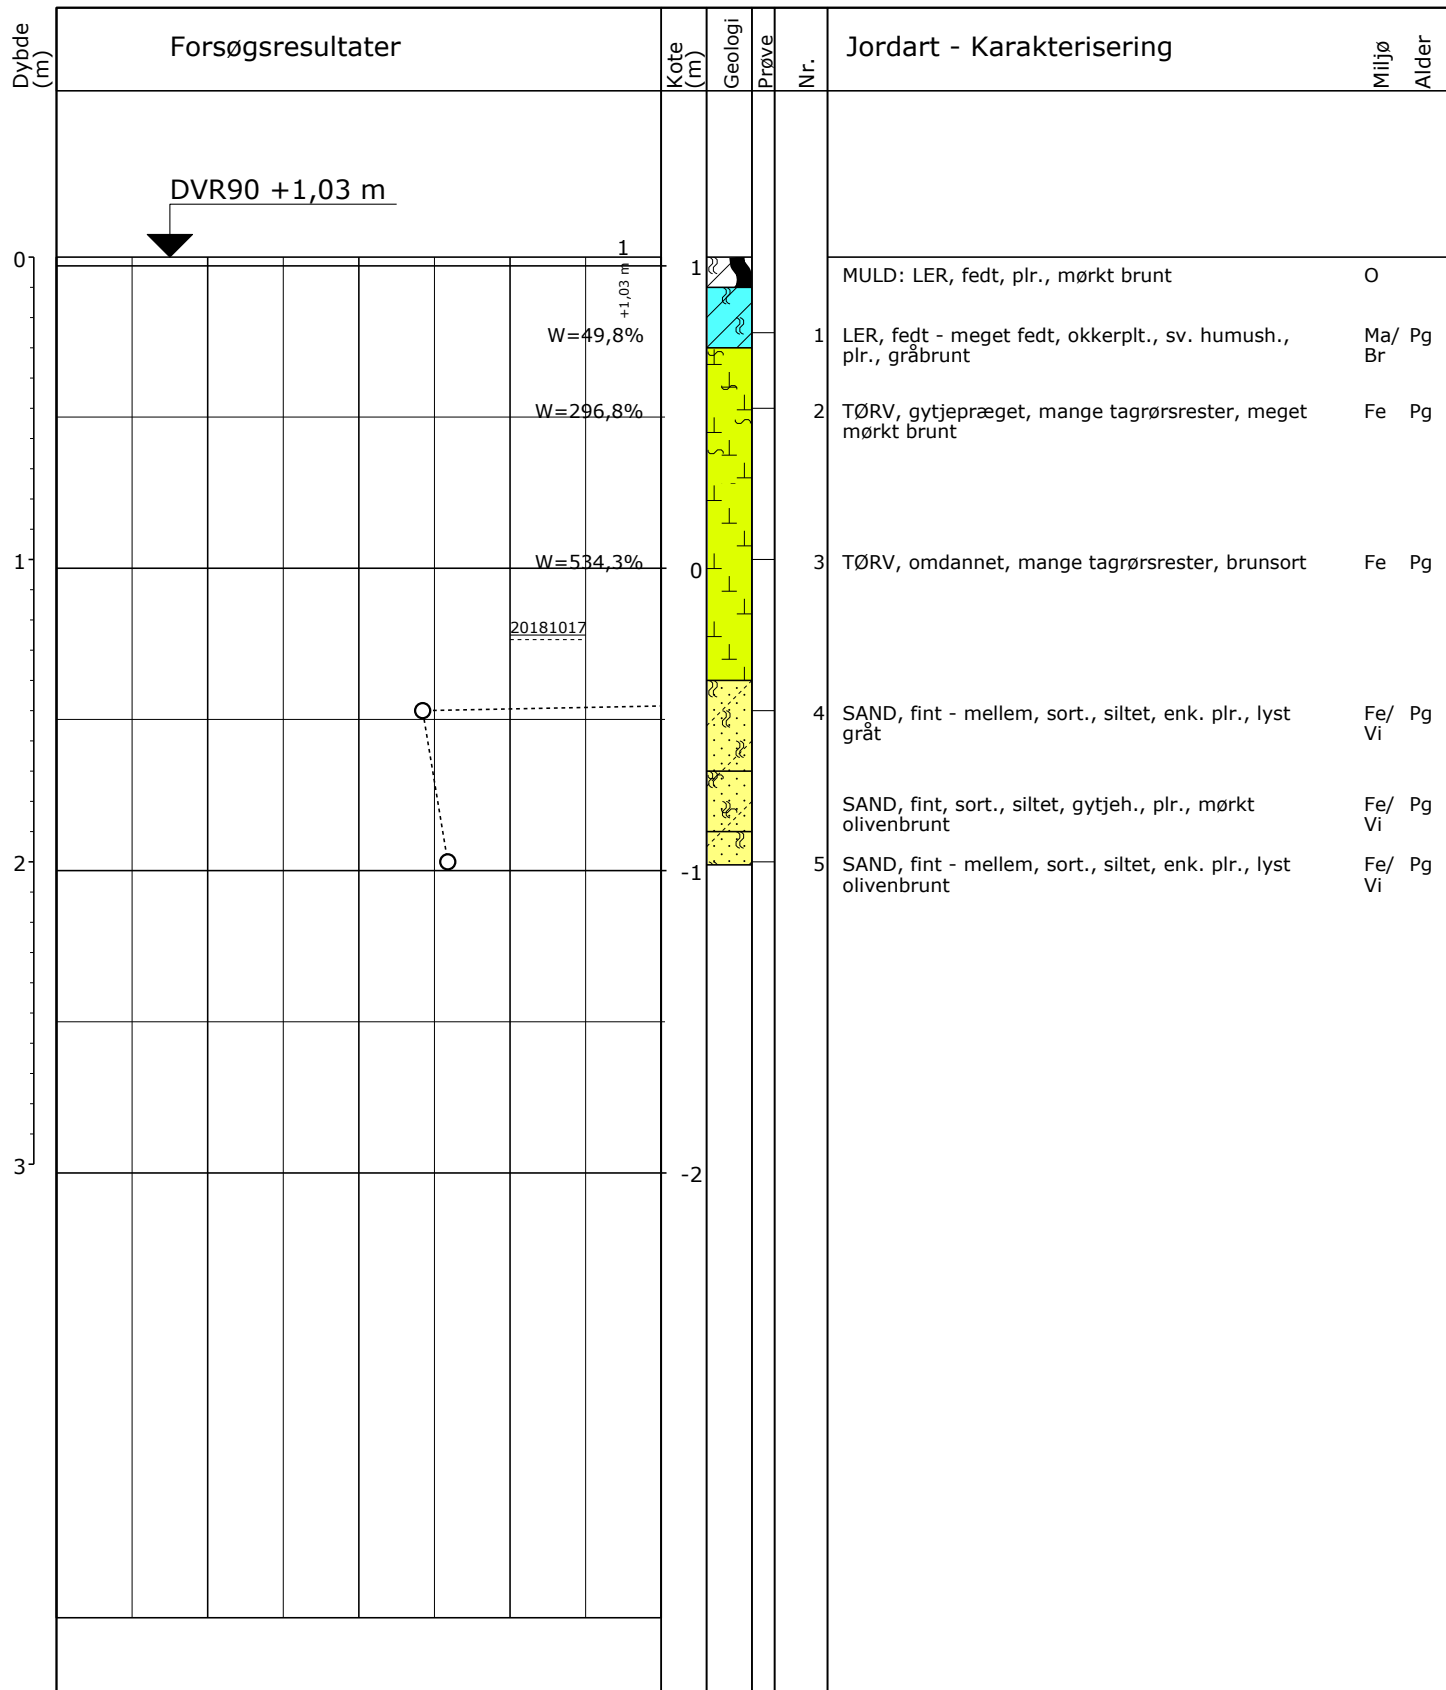 Dybde
(m)
Forsøgsresultater
Kote
(m)
Geologi
Prøve
Nr.
Jordart - Karakterisering
Miljø
Alder
DVR90 +1,03 m
0
1
+1,03 m
1
MULD: LER, fedt, plr., mørkt brunt
O
W=49,8%
1
LER, fedt - meget fedt, okkerplt., sv. humush.,
plr., gråbrunt
Ma/
Br
Pg
W=296,8%
2
TØRV, gytjepræget, mange tagrørsrester, meget
mørkt brunt
Fe
Pg
1
W=534,3%
0
3
TØRV, omdannet, mange tagrørsrester, brunsort
Fe
Pg
20181017
4
SAND, fint - mellem, sort., siltet, enk. plr., lyst
gråt
Fe/
Vi
Pg
SAND, fint, sort., siltet, gytjeh., plr., mørkt
olivenbrunt
Fe/
Vi
Pg
2
-1
5
SAND, fint - mellem, sort., siltet, enk. plr., lyst
olivenbrunt
Fe/
Vi
Pg
3
-2